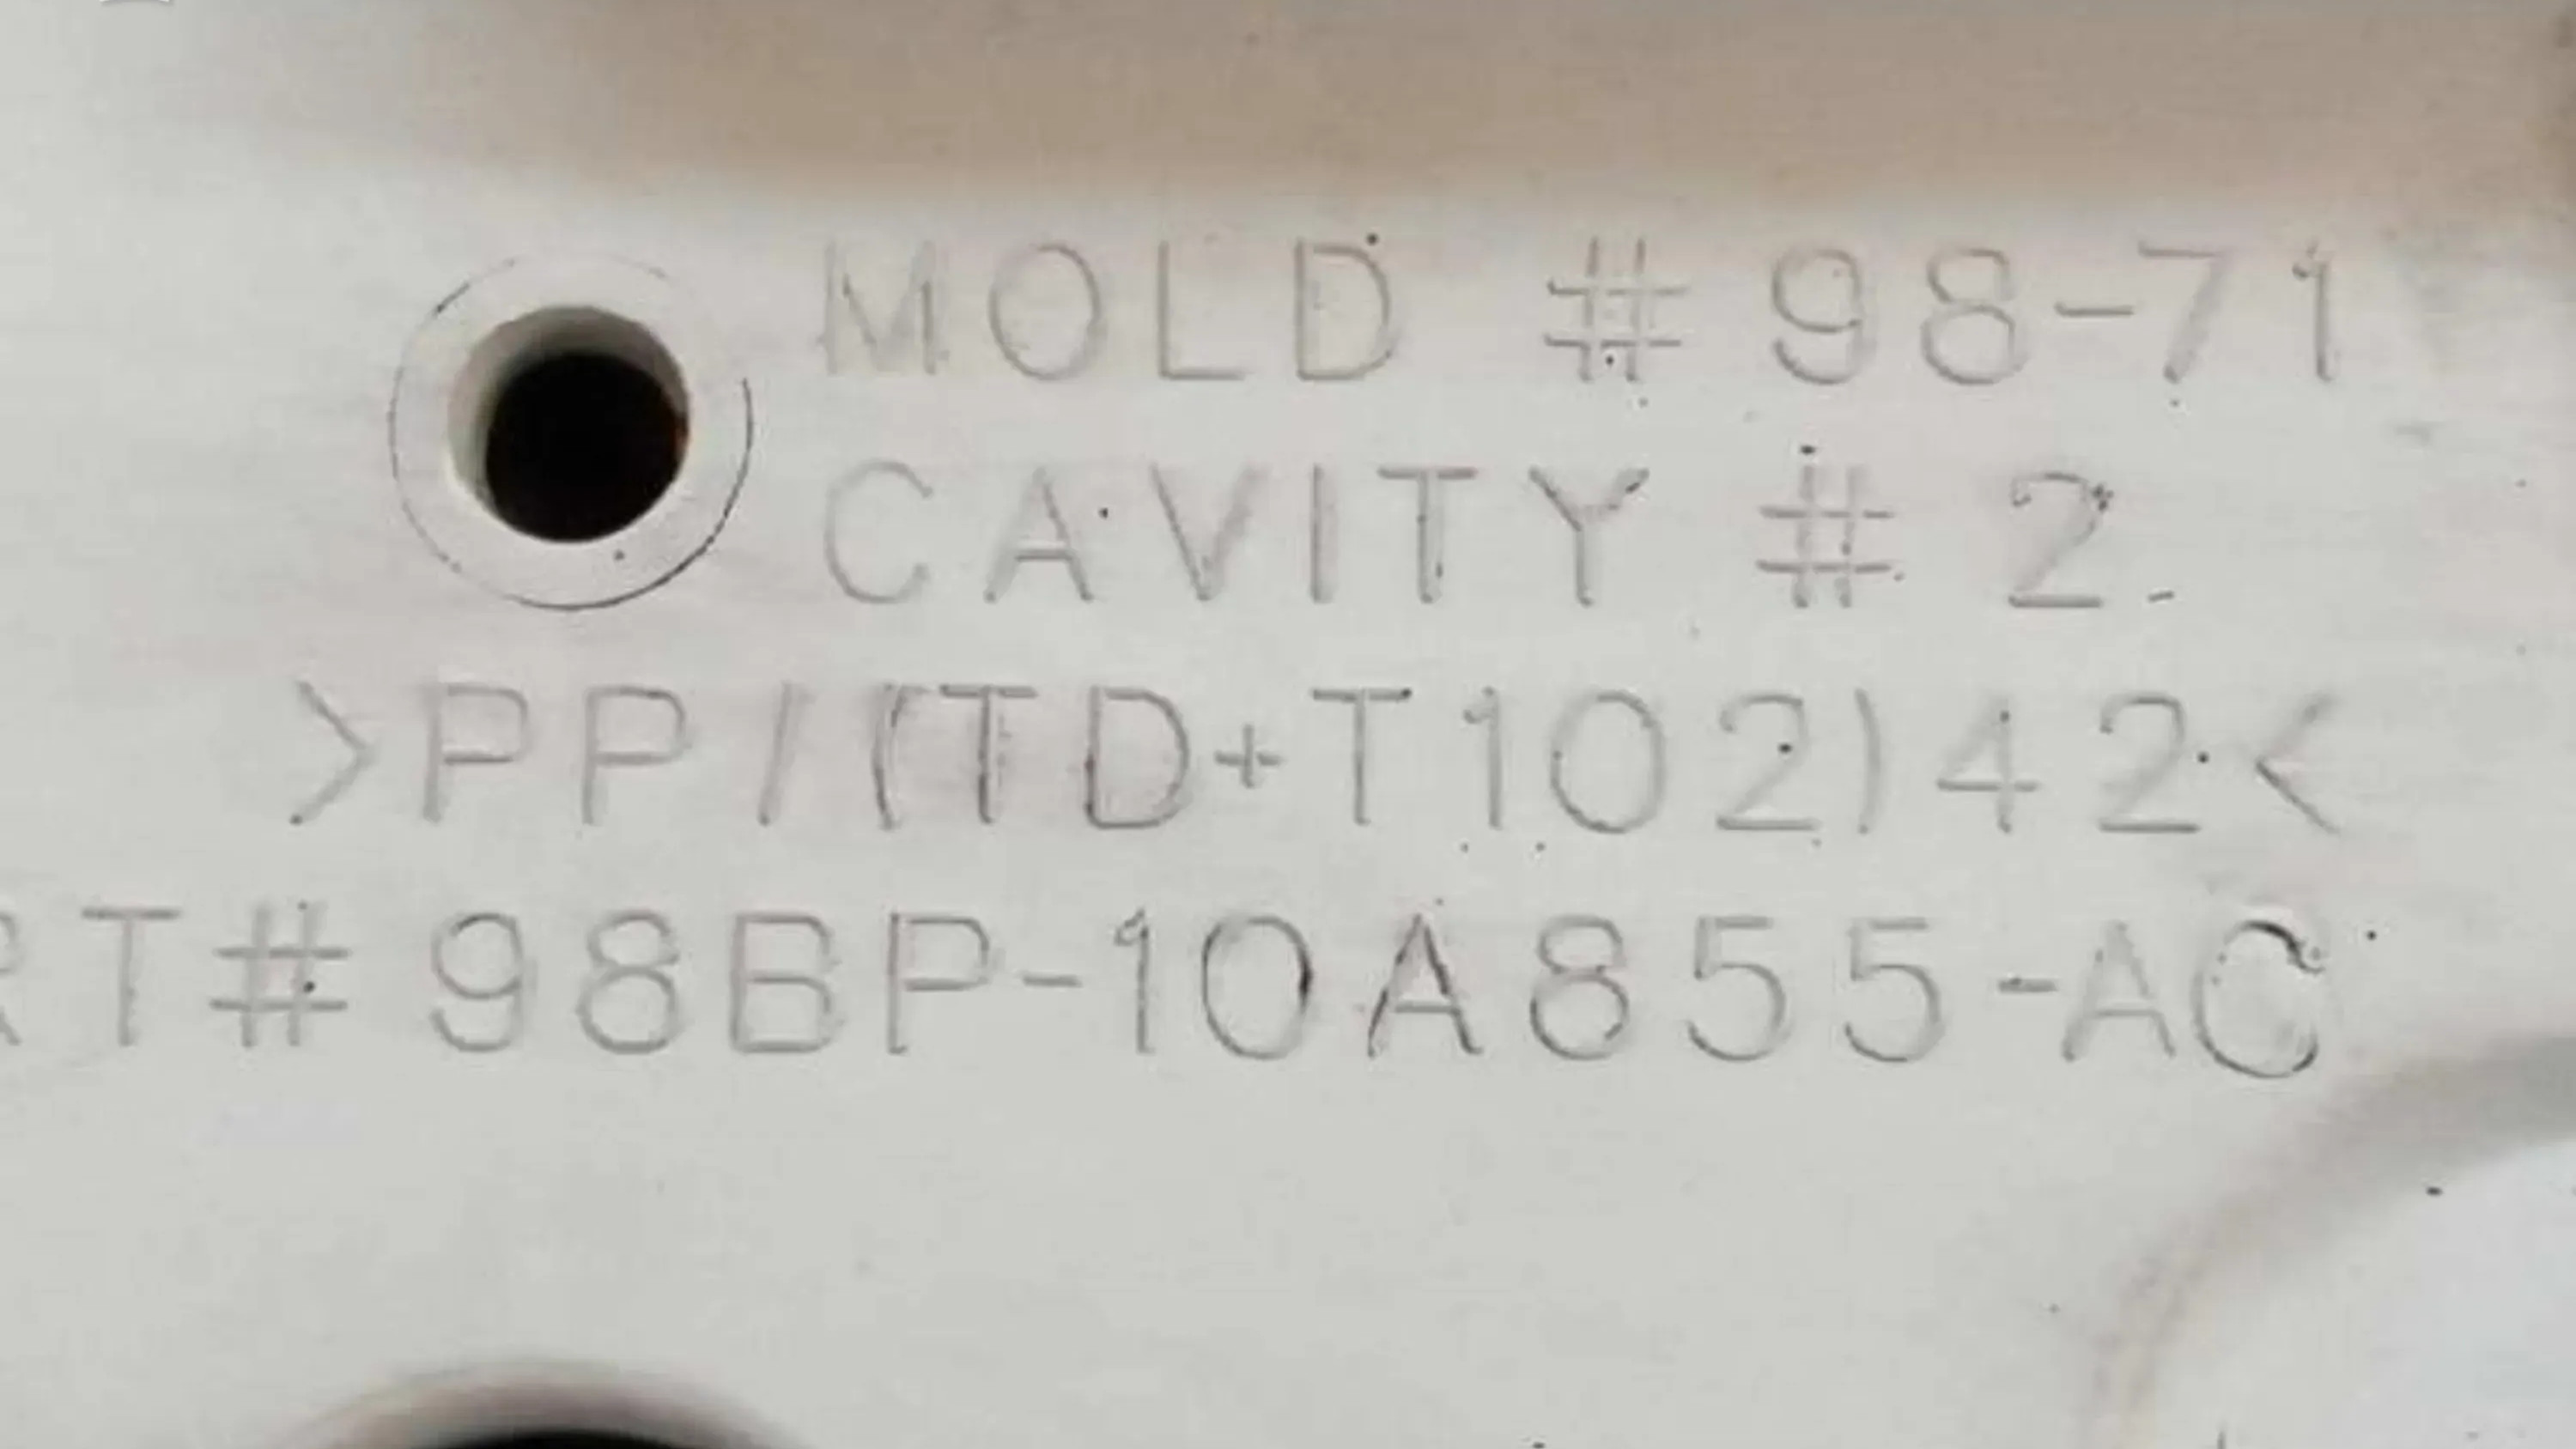 MOLD # 98-71
CAVITY # 2
>PP/(TD+T102)42<
RT# 98BP-10A855-AC